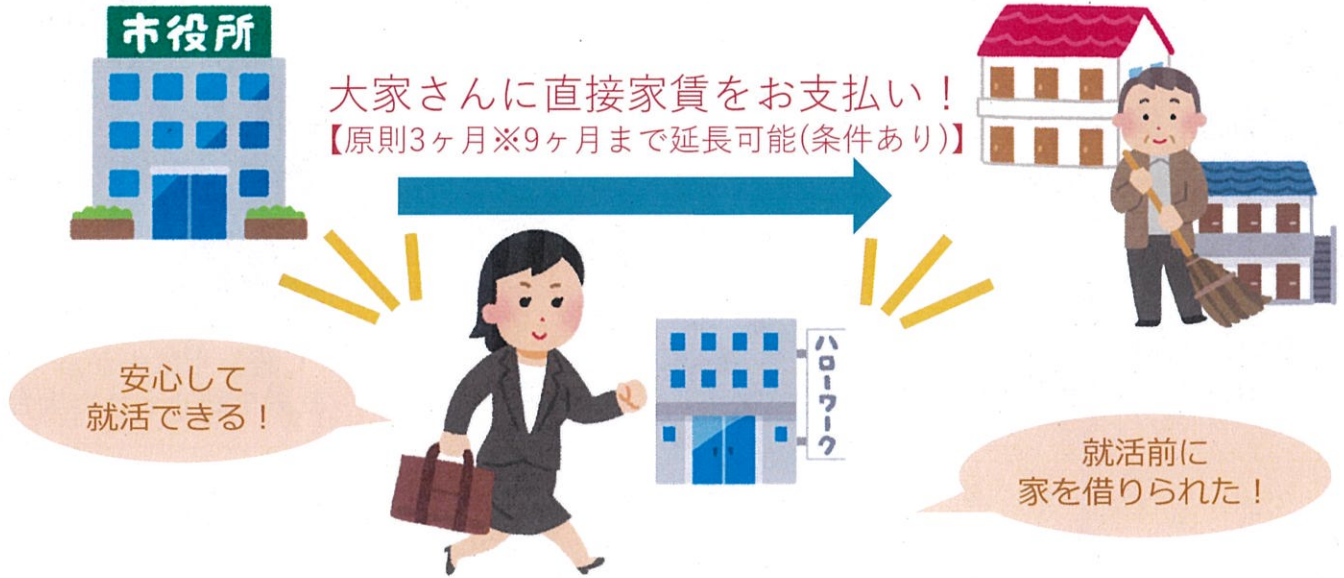 市役所
大家さんに直接家賃をお支払い！
【原則3ヶ月※9ヶ月まで延長可能(条件あり)】
安心して
就活できる！
ハローワーク
就活前に
家を借りられた！